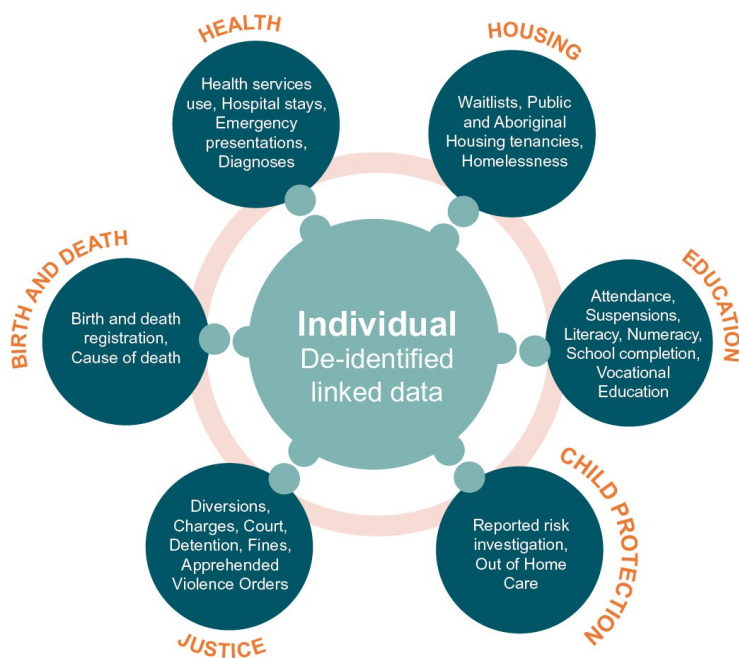 HEALTH
Health services
use, Hospital stays,
Emergency
presentations,
Diagnoses
HOUSING
Waitlists, Public
and Aboriginal
Housing tenancies,
Homelessness
BIRTH AND DEATH
Birth and death
registration,
Cause of death
Individual
De-identified
linked data
EDUCATION
Attendance,
Suspensions,
Literacy, Numeracy,
School completion,
Vocational
Education
Diversions,
Charges, Court,
Detention, Fines,
Apprehended
Violence Orders
JUSTICE
CHILD PROTECTION
Reported risk
investigation,
Out of Home
Care